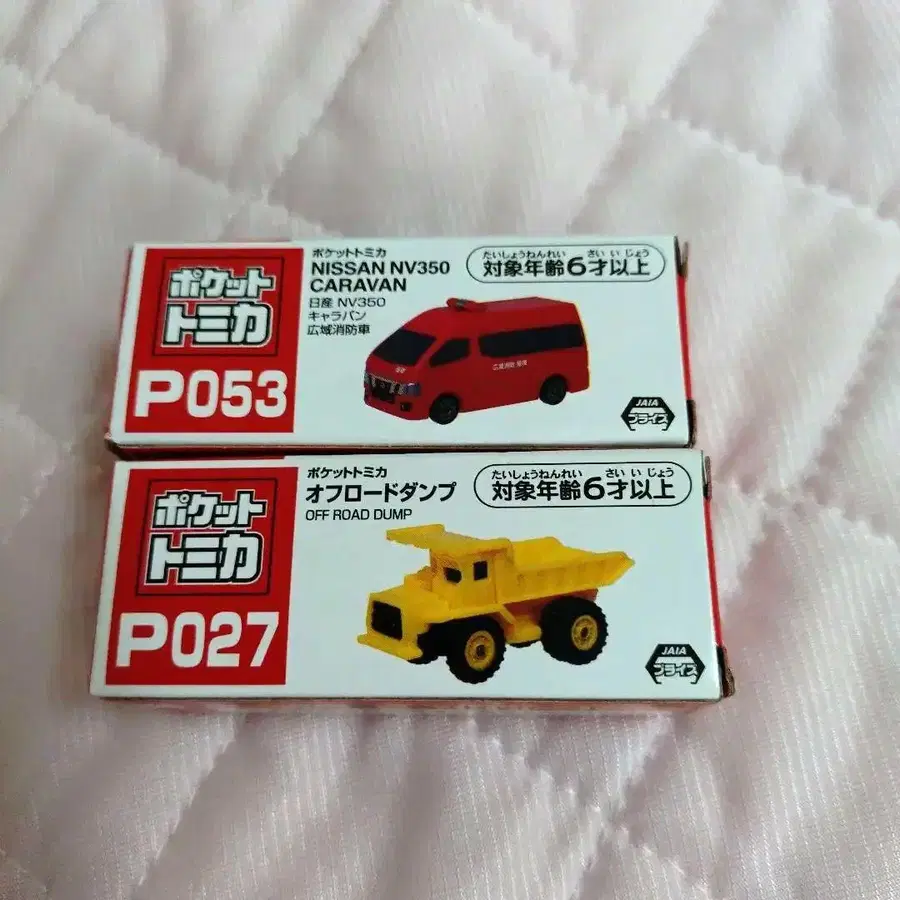 ポケット
トミカ
P053
ポケットトミカ
NISSAN NV350
CARAVAN
日産 NV350
キャラバン
広域消防車
たいしょうねんれい さい い じょう
対象年齢6才以上
JAIA
プライズ
ポケット
トミカ
P027
ポケットトミカ
オフロードダンプ
OFF ROAD DUMP
たいしょうねんれい さい い じょう
対象年齢6才以上
JAIA
プライズ